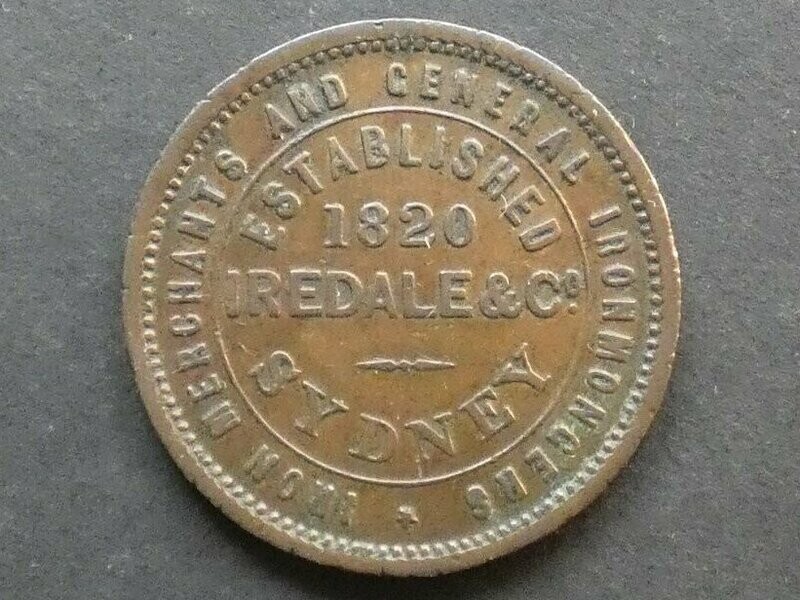 IRON MERCHANTS AND GENERAL IRONMONGERS
ESTABLISHED
1820
IREDALE & Co.
SYDNEY